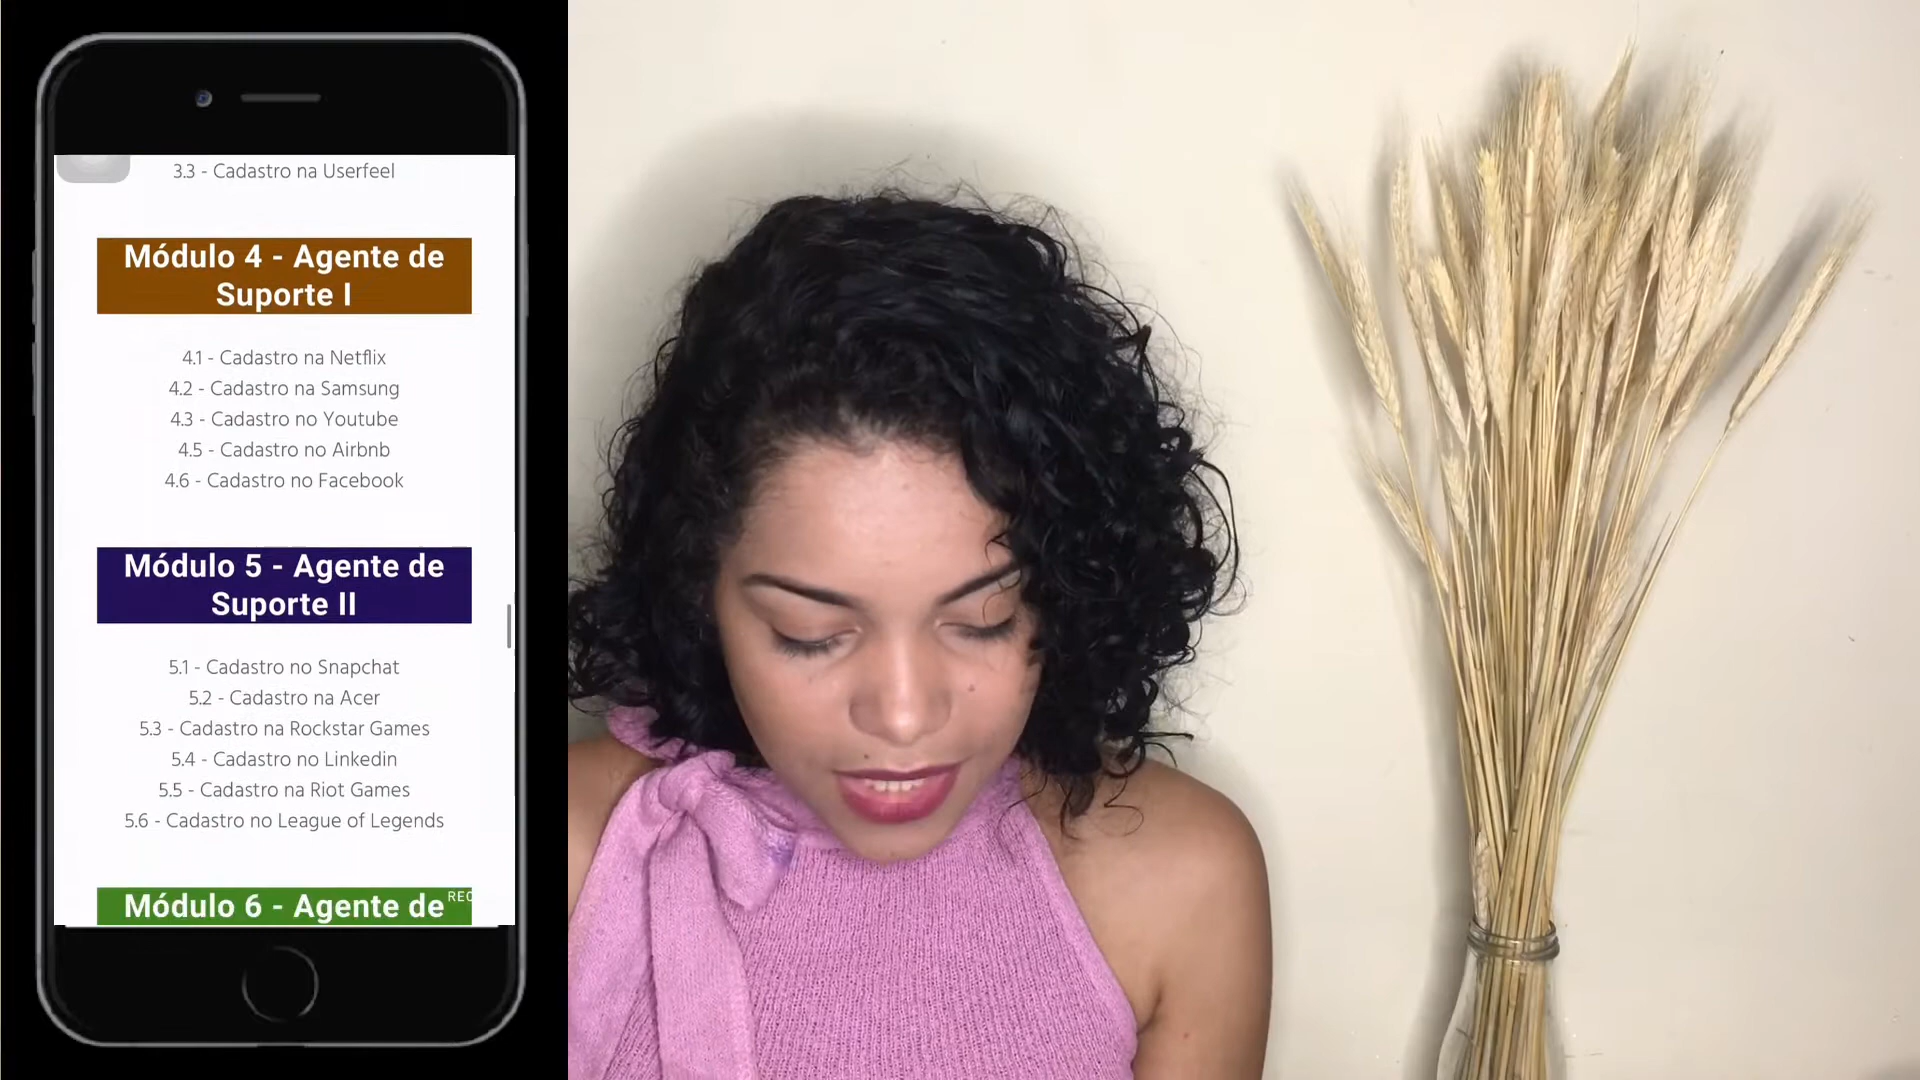 3.3 - Cadastro na Userfeel
Módulo 4 - Agente de
Suporte I
4.1 - Cadastro na Netflix
4.2 - Cadastro na Samsung
4.3 - Cadastro no Youtube
4.5 - Cadastro no Airbnb
4.6 - Cadastro no Facebook
Módulo 5 - Agente de
Suporte II
5.1 - Cadastro no Snapchat
5.2 - Cadastro na Acer
5.3 - Cadastro na Rockstar Games
5.4 - Cadastro no Linkedin
5.5 - Cadastro na Riot Games
5.6 - Cadastro no League of Legends
Módulo 6 - Agente de
REC